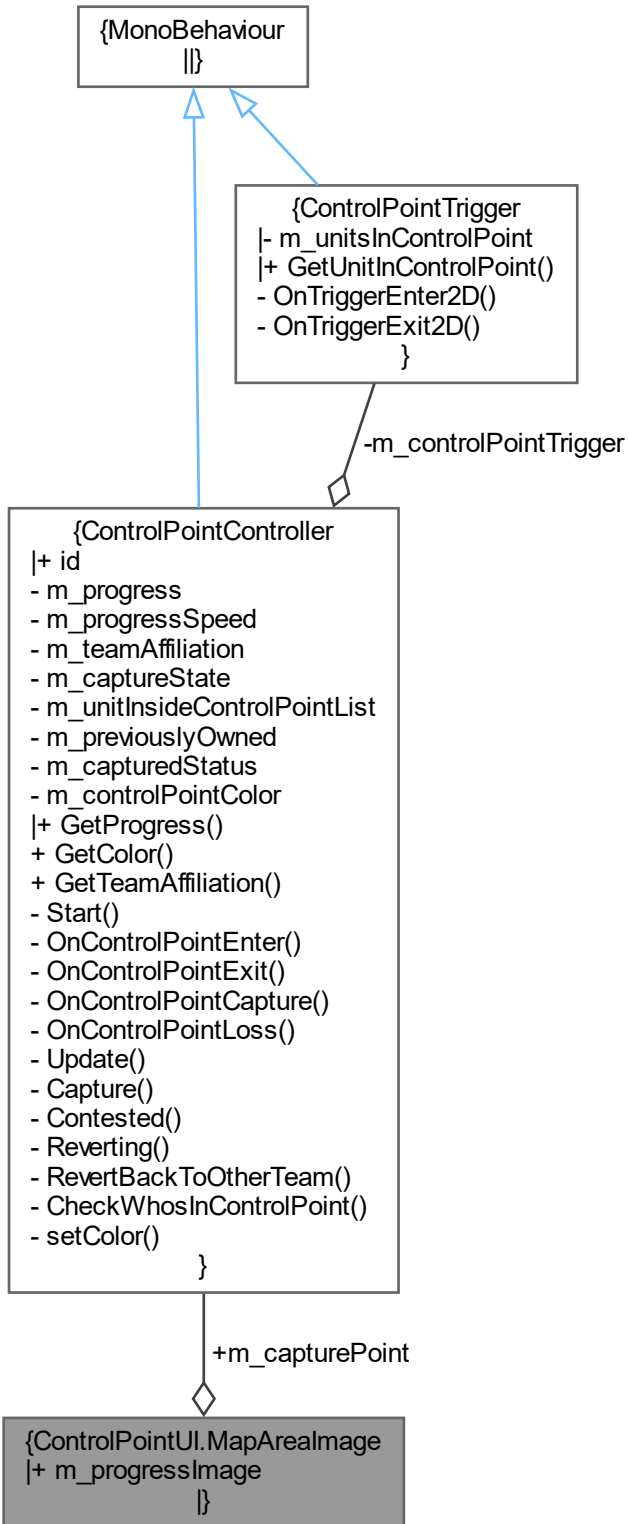 {MonoBehaviour
||}
{ControlPointTrigger
|- m_unitsInControlPoint
|+ GetUnitInControlPoint()
- OnTriggerEnter2D()
- OnTriggerExit2D()
}
-m_controlPointTrigger
{ControlPointController
|+ id
- m_progress
- m_progressSpeed
- m_teamAffiliation
- m_captureState
- m_unitInsideControlPointList
- m_previouslyOwned
- m_capturedStatus
- m_controlPointColor
|+ GetProgress()
+ GetColor()
+ GetTeamAffiliation()
- Start()
- OnControlPointEnter()
- OnControlPointExit()
- OnControlPointCapture()
- OnControlPointLoss()
- Update()
- Capture()
- Contested()
- Reverting()
- RevertBackToOtherTeam()
- CheckWhosInControlPoint()
- setColor()
}
+m_capturePoint
{ControlPointUI.MapAreaImage
|+ m_progressImage
|}